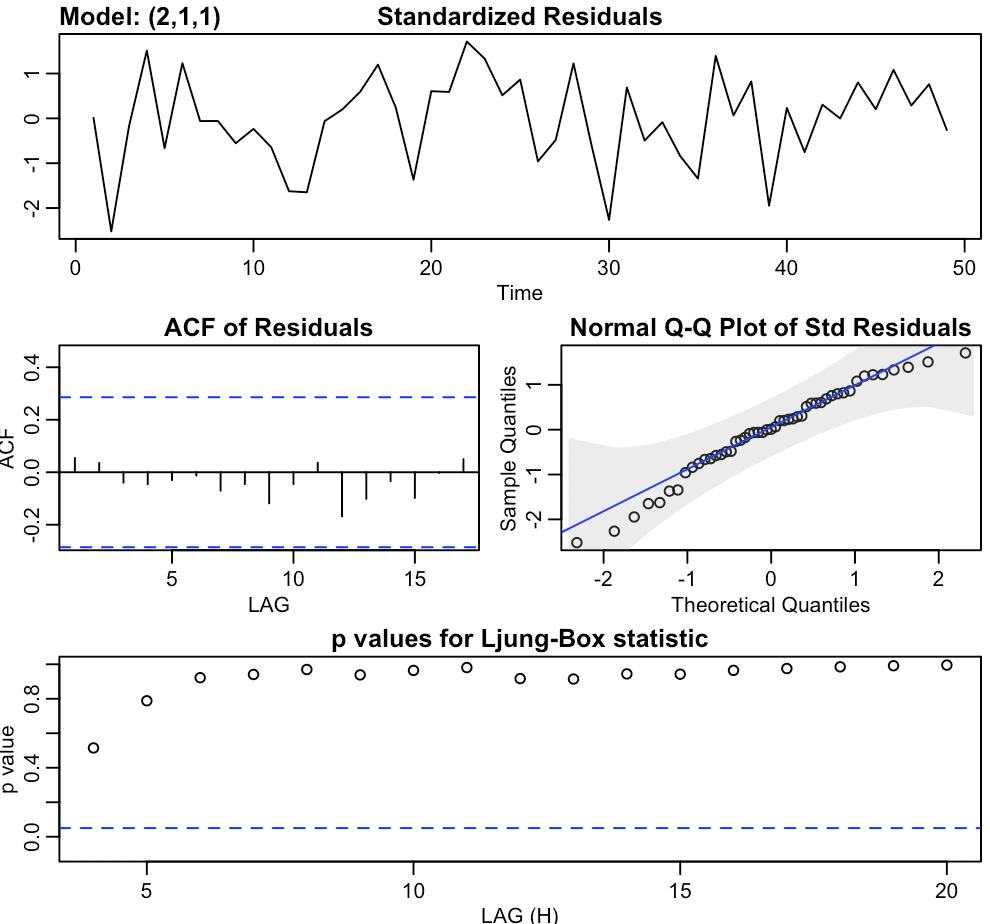 Model: (2,1,1) Standardized Residuals
1
0
-1
-2
0 10 20 30 40 50
Time
ACF of Residuals
ACF
0.4
0.2
0.0
-0.2
5 10 15
LAG
Normal Q-Q Plot of Std Residuals
Sample Quantiles
1
0
-1
-2
-2 -1 0 1 2
Theoretical Quantiles
p values for Ljung-Box statistic
p value
0.8
0.4
0.0
5 10 15 20
LAG (H)